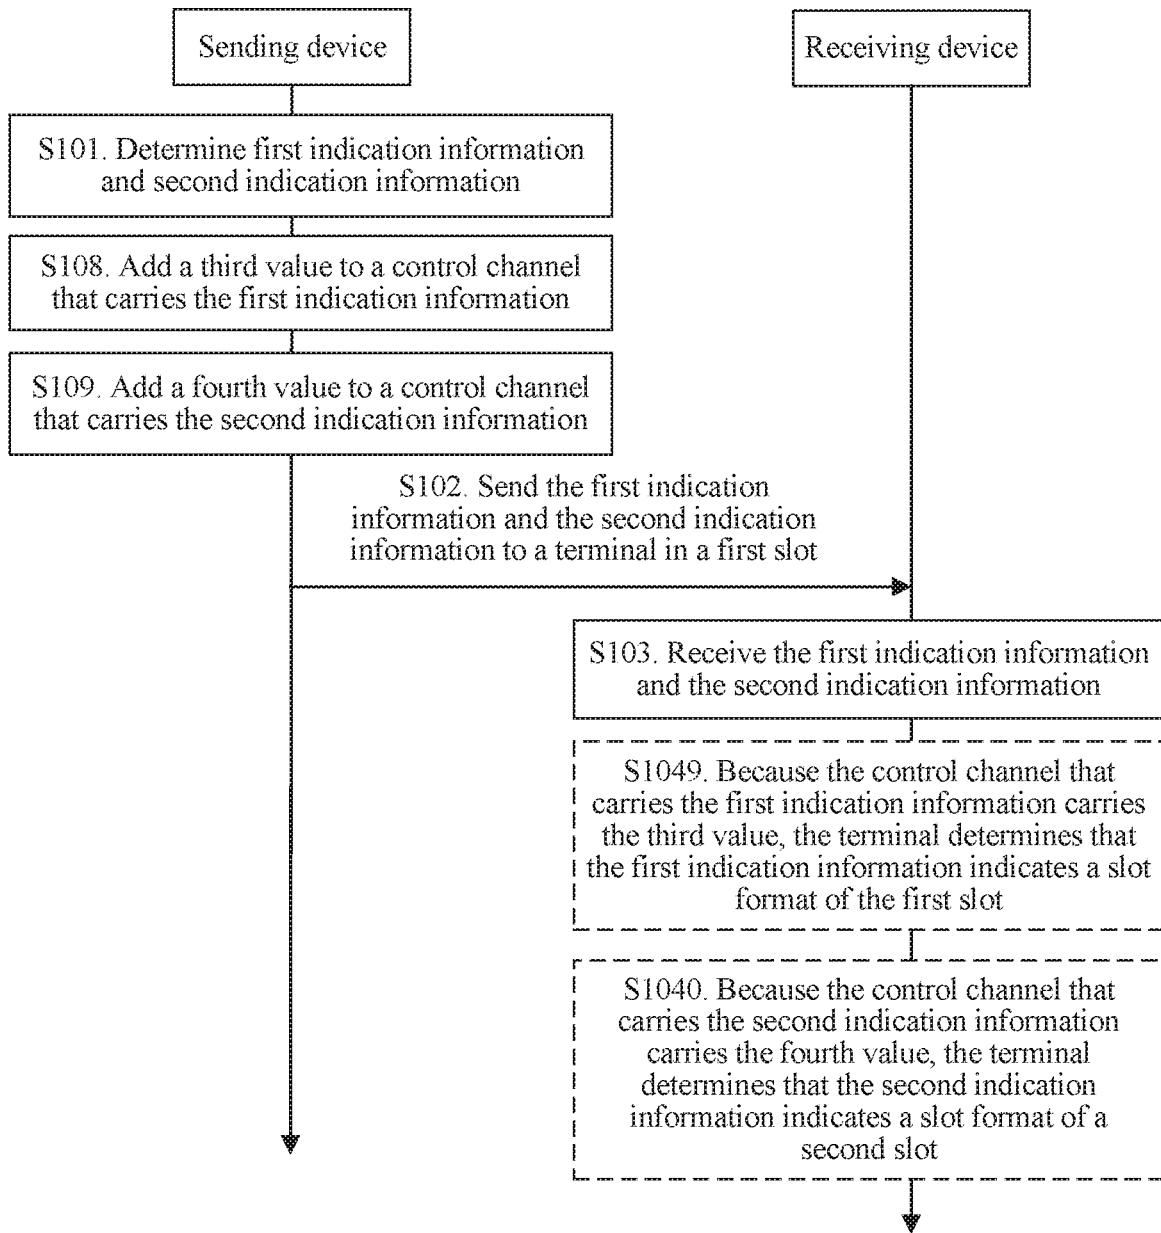 Sending device
Receiving device
S101. Determine first indication information
and second indication information
S108. Add a third value to a control channel
that carries the first indication information
S109. Add a fourth value to a control channel
that carries the second indication information
S102. Send the first indication
information and the second indication
information to a terminal in a first slot
S103. Receive the first indication information
and the second indication information
S1049. Because the control channel that
carries the first indication information carries
the third value, the terminal determines that
the first indication information indicates a slot
format of the first slot
S1040. Because the control channel that
carries the second indication information
carries the fourth value, the terminal
determines that the second indication
information indicates a slot format of a
second slot